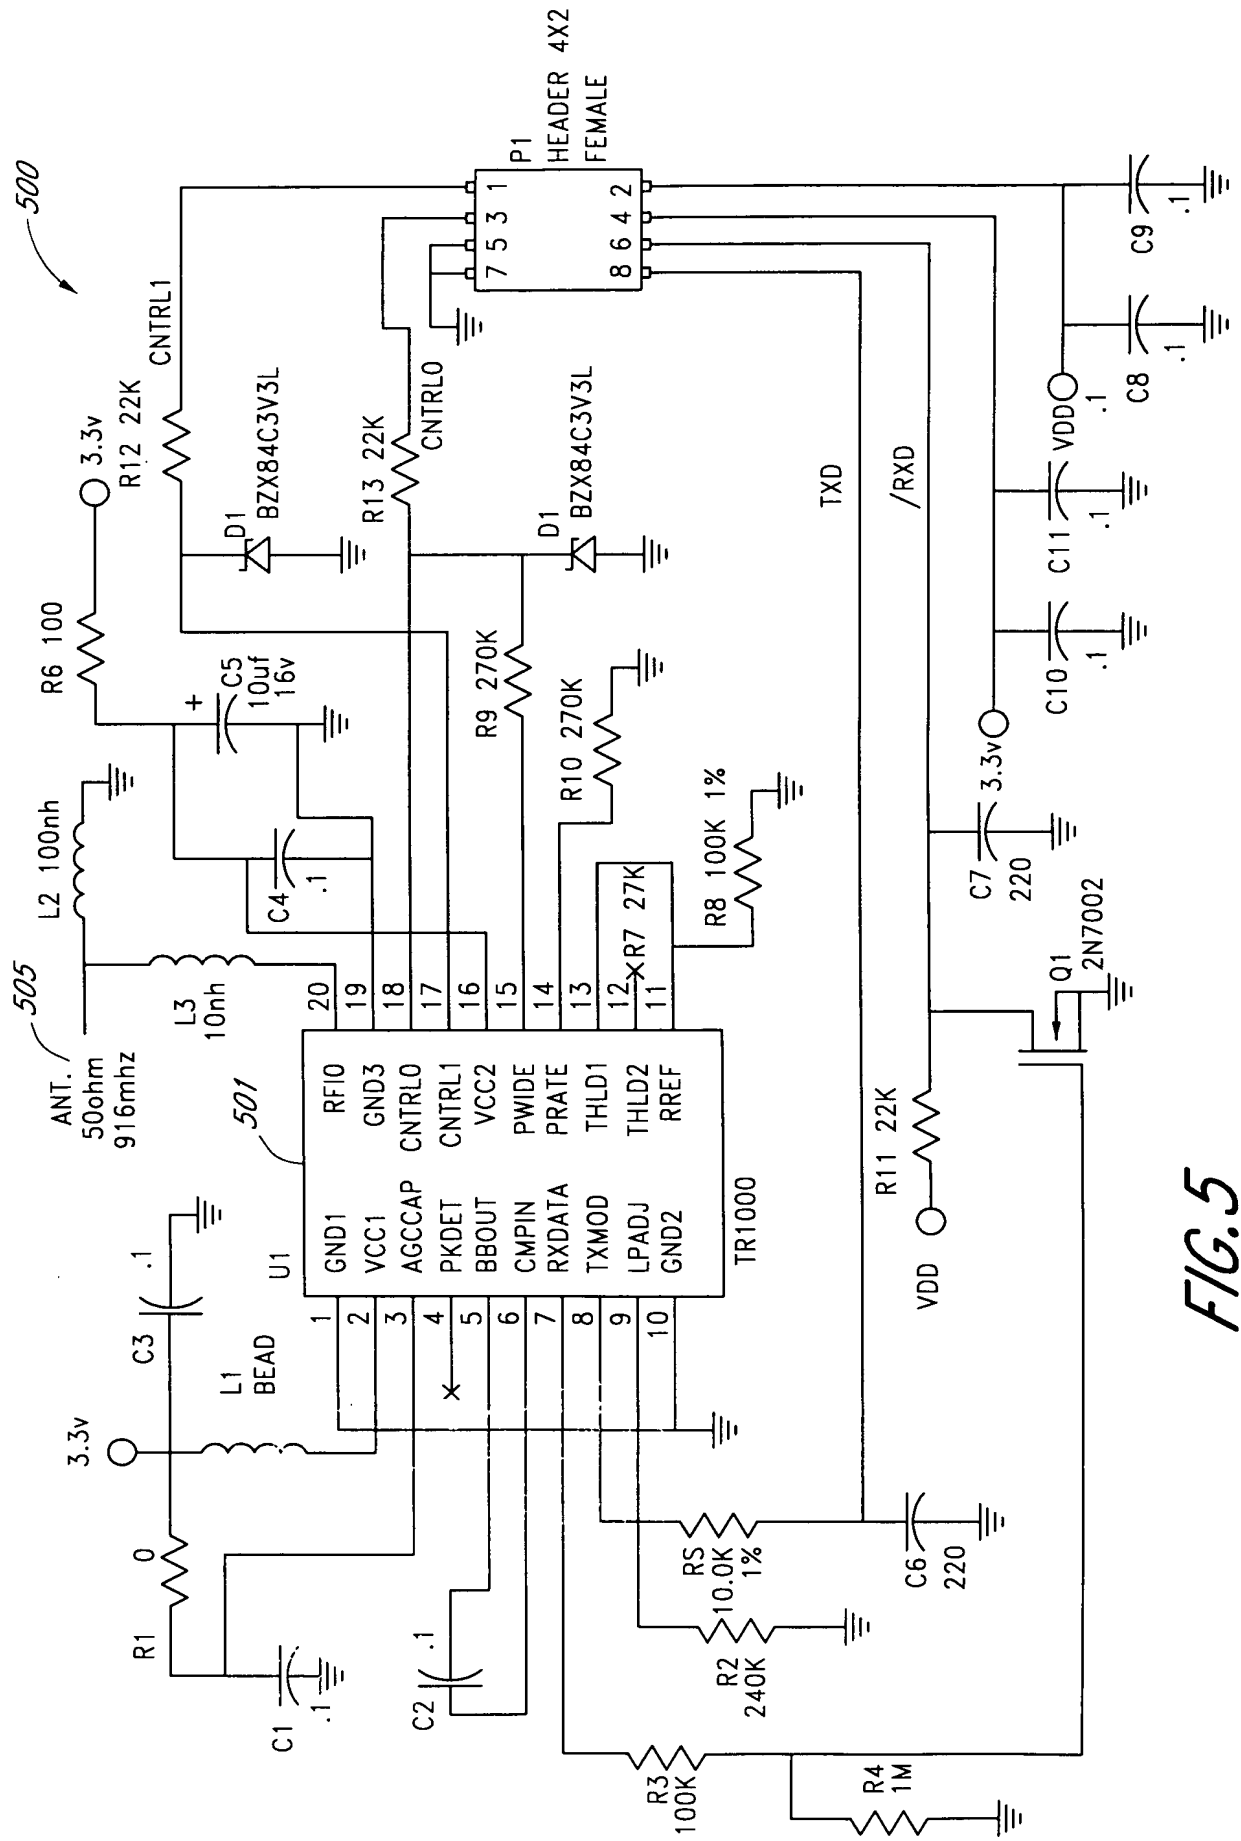 500
505
ANT.
50ohm
916mhz
L2 100nh
L3
10nh
R6 100
3.3v
R12 22K
CNTRL1
+
C5
10uf
16v
C4
.1
D1
BZX84C3V3L
R13 22K
CNTRL0
D1
BZX84C3V3L
R9 270K
R10 270K
R7 27K
R8 100K 1%
P1
HEADER 4X2
FEMALE
1
3
5
7
2
4
6
8
3.3v
C3
.1
L1
BEAD
R1
0
C1
.1
C2
.1
501
U1
TR1000
20
19
18
17
16
15
14
13
12
11
RFIO
GND3
CNTRL0
CNTRL1
VCC2
PWIDE
PRATE
THLD1
THLD2
RREF
GND1
VCC1
AGCCAP
PKDET
BBOUT
CMPIN
RXDATA
TXMOD
LPADJ
GND2
1
2
3
4
5
6
7
8
9
10
RS
10.0K
1%
R2
240K
R3
100K
R4
1M
C6
220
TXD
/RXD
VDD
R11 22K
C7
220
Q1
2N7002
3.3v
C10
.1
C11
.1
VDD
.1
C8
.1
C9
.1
FIG. 5